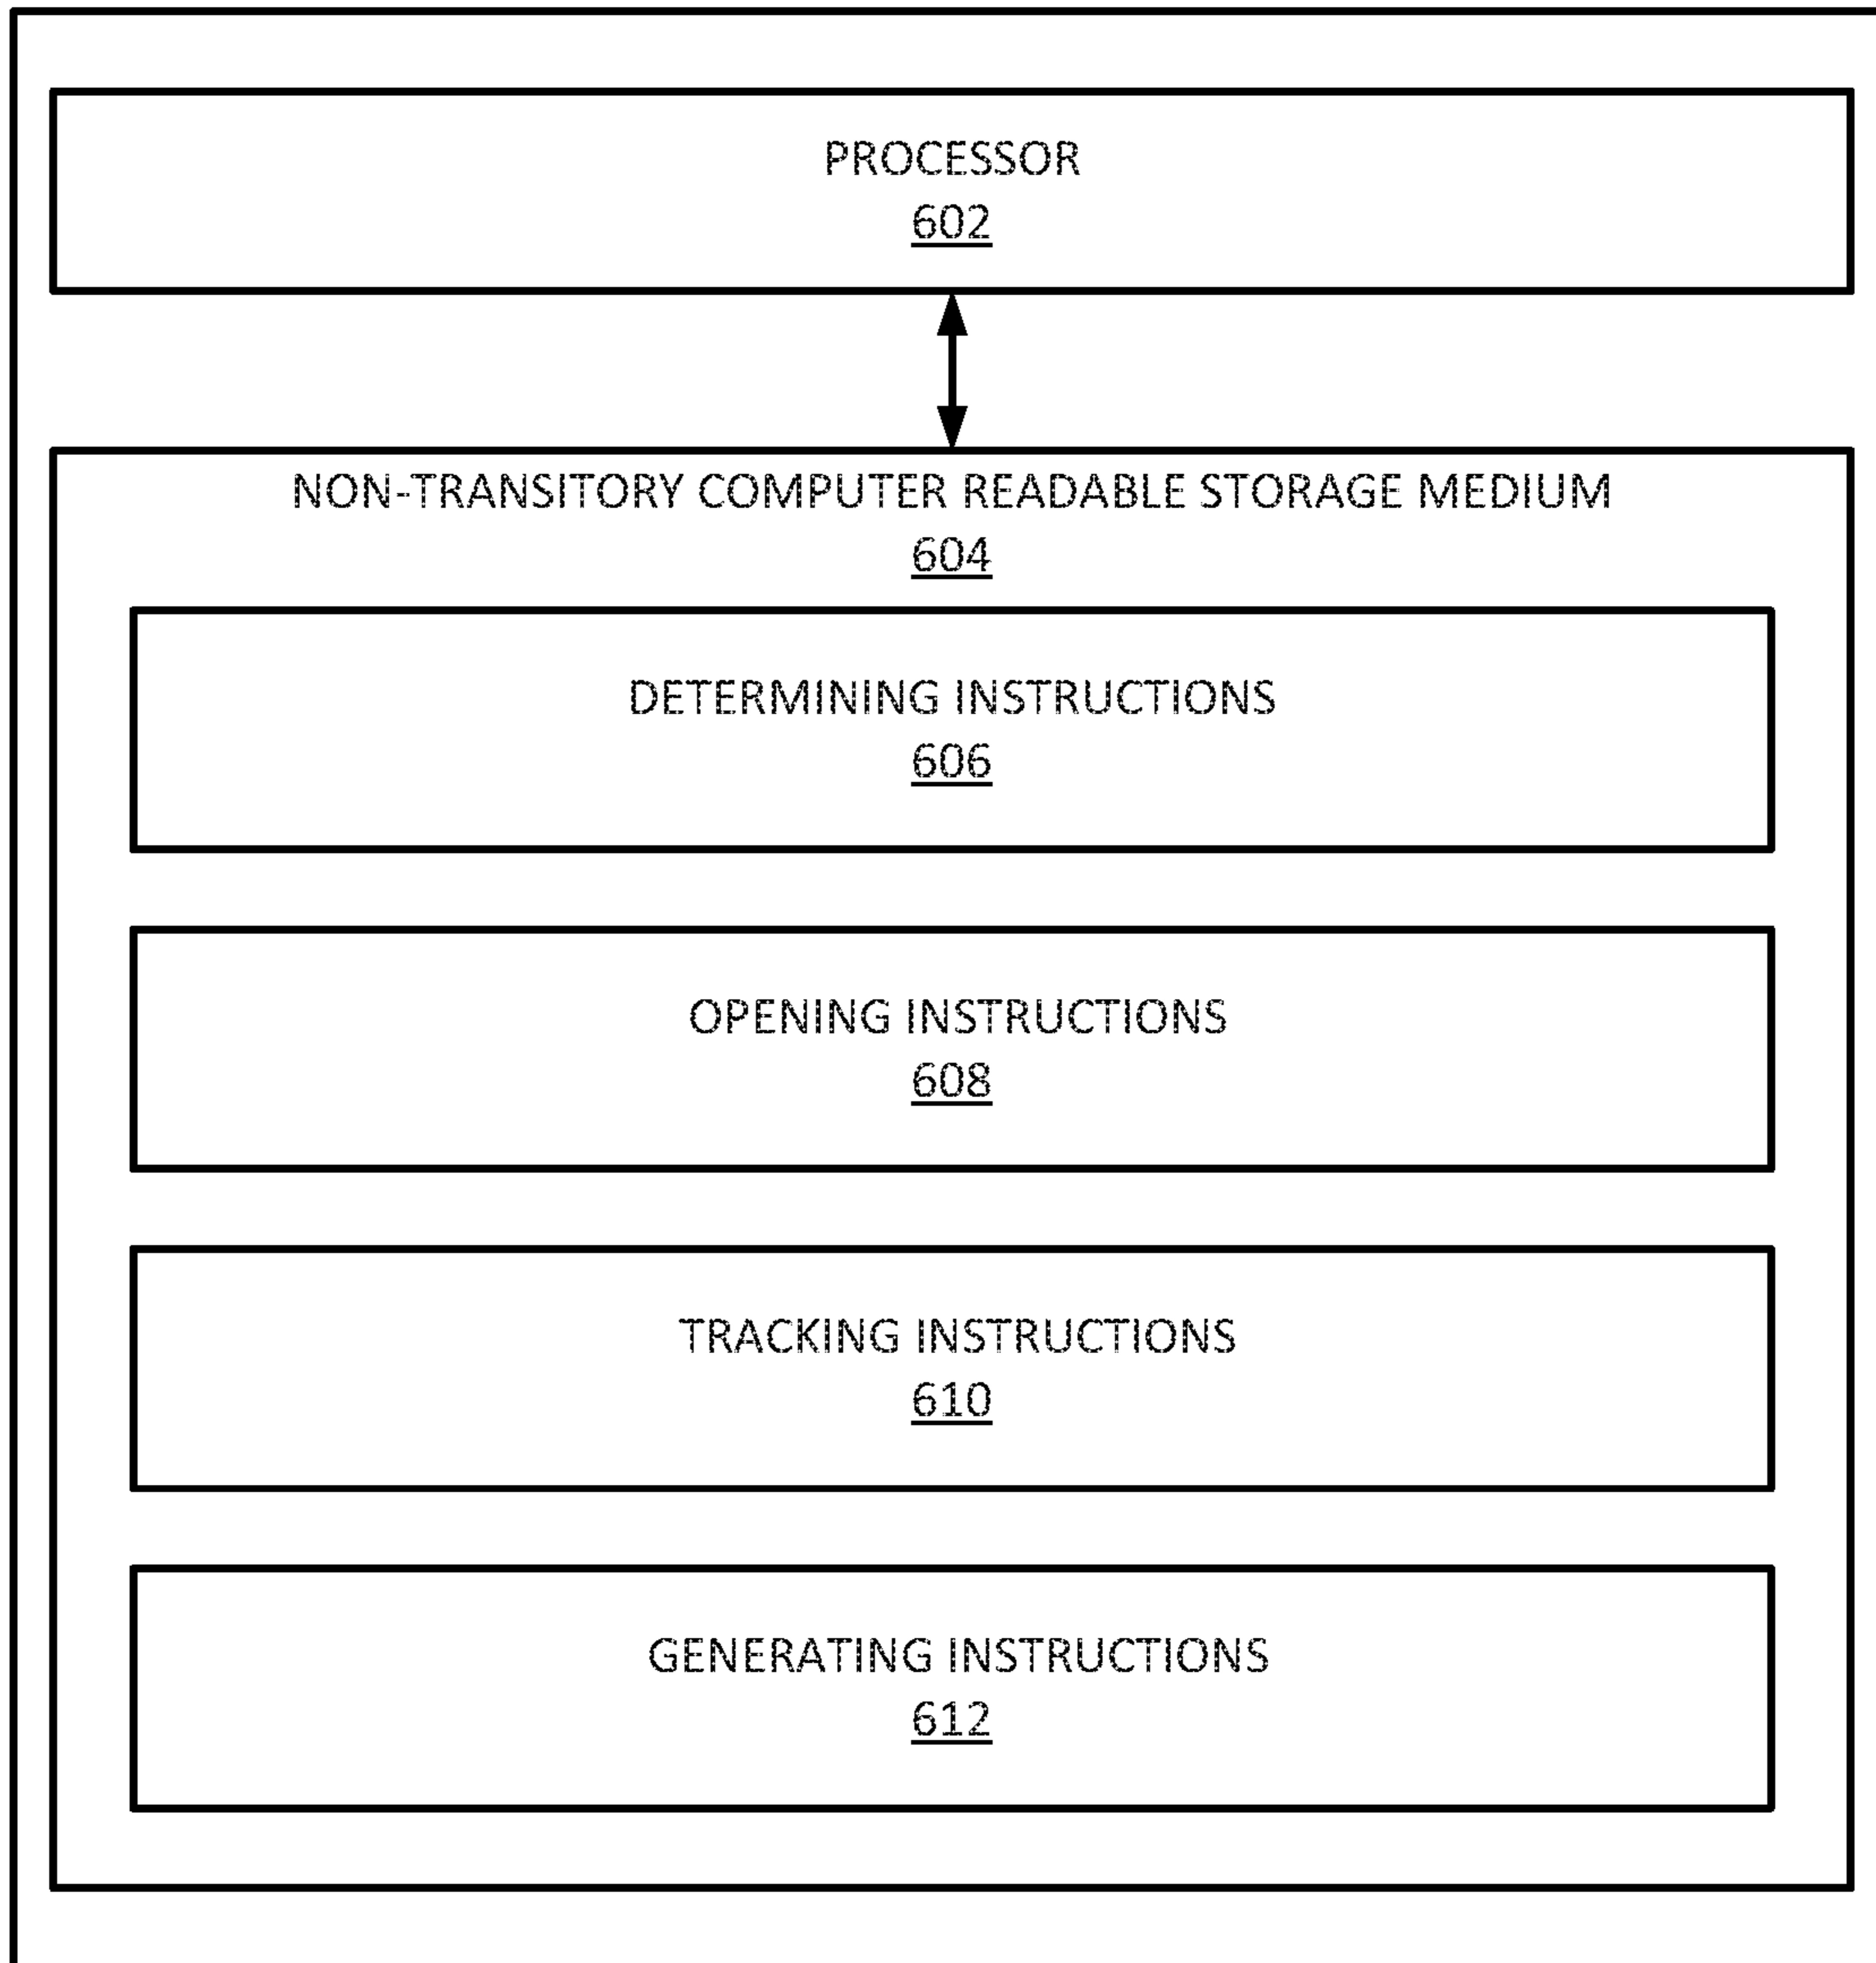 PROCESSOR
602
NON-TRANSITORY COMPUTER READABLE STORAGE MEDIUM
604
DETERMINING INSTRUCTIONS
606
OPENING INSTRUCTIONS
608
TRACKING INSTRUCTIONS
610
GENERATING INSTRUCTIONS
612